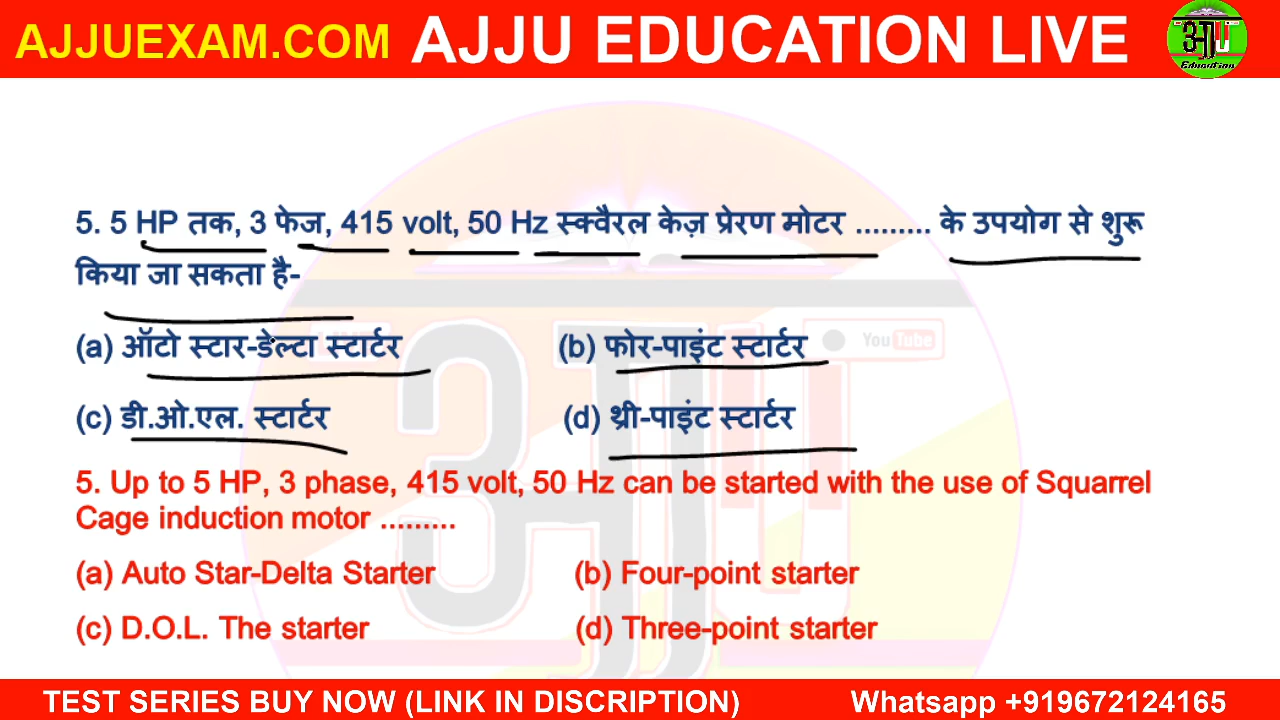 AJJUEXAM.COM AJJU EDUCATION LIVE
Education
5. 5 HP तक, 3 फेज, 415 volt, 50 Hz स्क्वैरल केज़ प्रेरण मोटर ......... के उपयोग से शुरू
किया जा सकता है-
(a) ऑटो स्टार-डेल्टा स्टार्टर (b) फोर-पाइंट स्टार्टर
YouTube
(c) डी.ओ.एल. स्टार्टर (d) थ्री-पाइंट स्टार्टर
5. Up to 5 HP, 3 phase, 415 volt, 50 Hz can be started with the use of Squarrel
Cage induction motor .........
(a) Auto Star-Delta Starter (b) Four-point starter
(c) D.O.L. The starter (d) Three-point starter
TEST SERIES BUY NOW (LINK IN DISCRIPTION) Whatsapp +919672124165